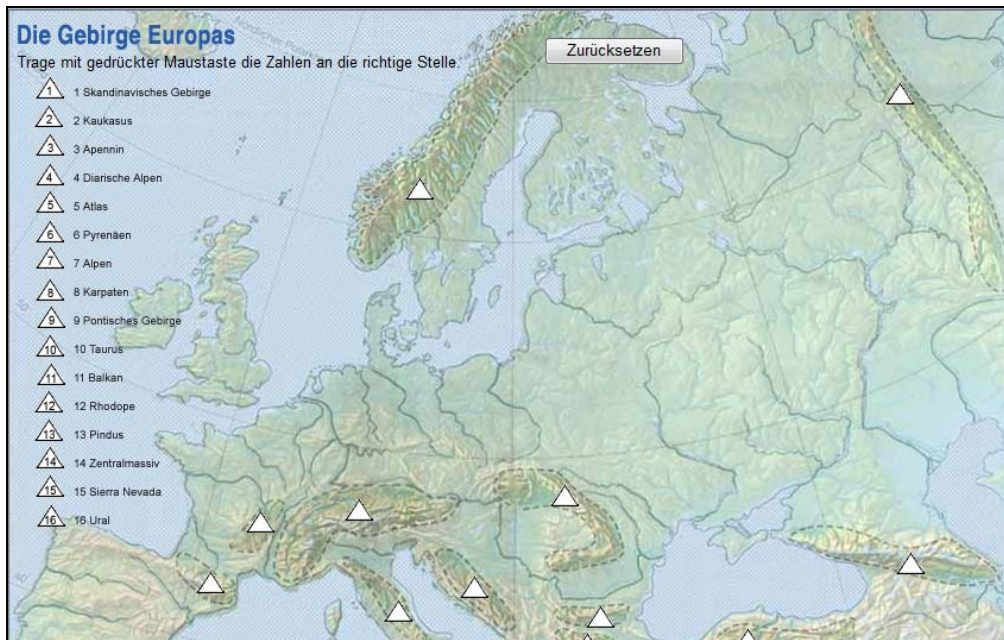 Die Gebirge Europas
Zurücksetzen
Trage mit gedrückter Maustaste die Zahlen an die richtige Stelle.
1 1 Skandinavisches Gebirge
2 2 Kaukasus
3 3 Apennin
4 4 Diarische Alpen
5 5 Atlas
6 6 Pyrenäen
7 7 Alpen
8 8 Karpaten
9 9 Pontisches Gebirge
10 10 Taurus
11 11 Balkan
12 12 Rhodope
13 13 Pindus
14 14 Zentralmassiv
15 15 Sierra Nevada
16 16 Ural